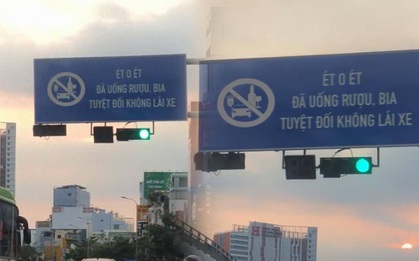 ÉT O ÉT
ĐÃ UỐNG RƯỢU, BIA
TUYỆT ĐỐI KHÔNG LÁI XE
ÉT O ÉT
ĐÃ UỐNG RƯỢU, BIA
TUYỆT ĐỐI KHÔNG LÁI XE